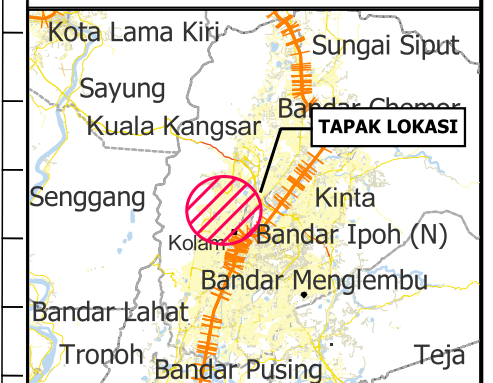 Kota Lama Kiri
Sungai Siput
Sayung
Bandar Chemor
Kuala Kangsar
TAPAK LOKASI
Senggang
Kinta
Kolam
Bandar Ipoh (N)
Bandar Menglembu
Bandar Lahat
Tronoh
Teja
Bandar Pusing